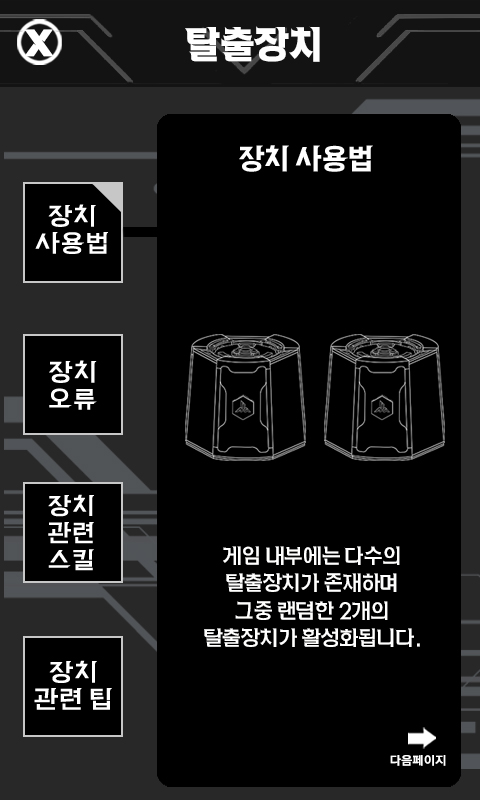 X
탈출장치
장치 사용법
장치
사용법
장치
오류
장치
관련
스킬
장치
관련 팁
게임 내부에는 다수의
탈출장치가 존재하며
그중 랜덤한 2개의
탈출장치가 활성화됩니다.
다음페이지